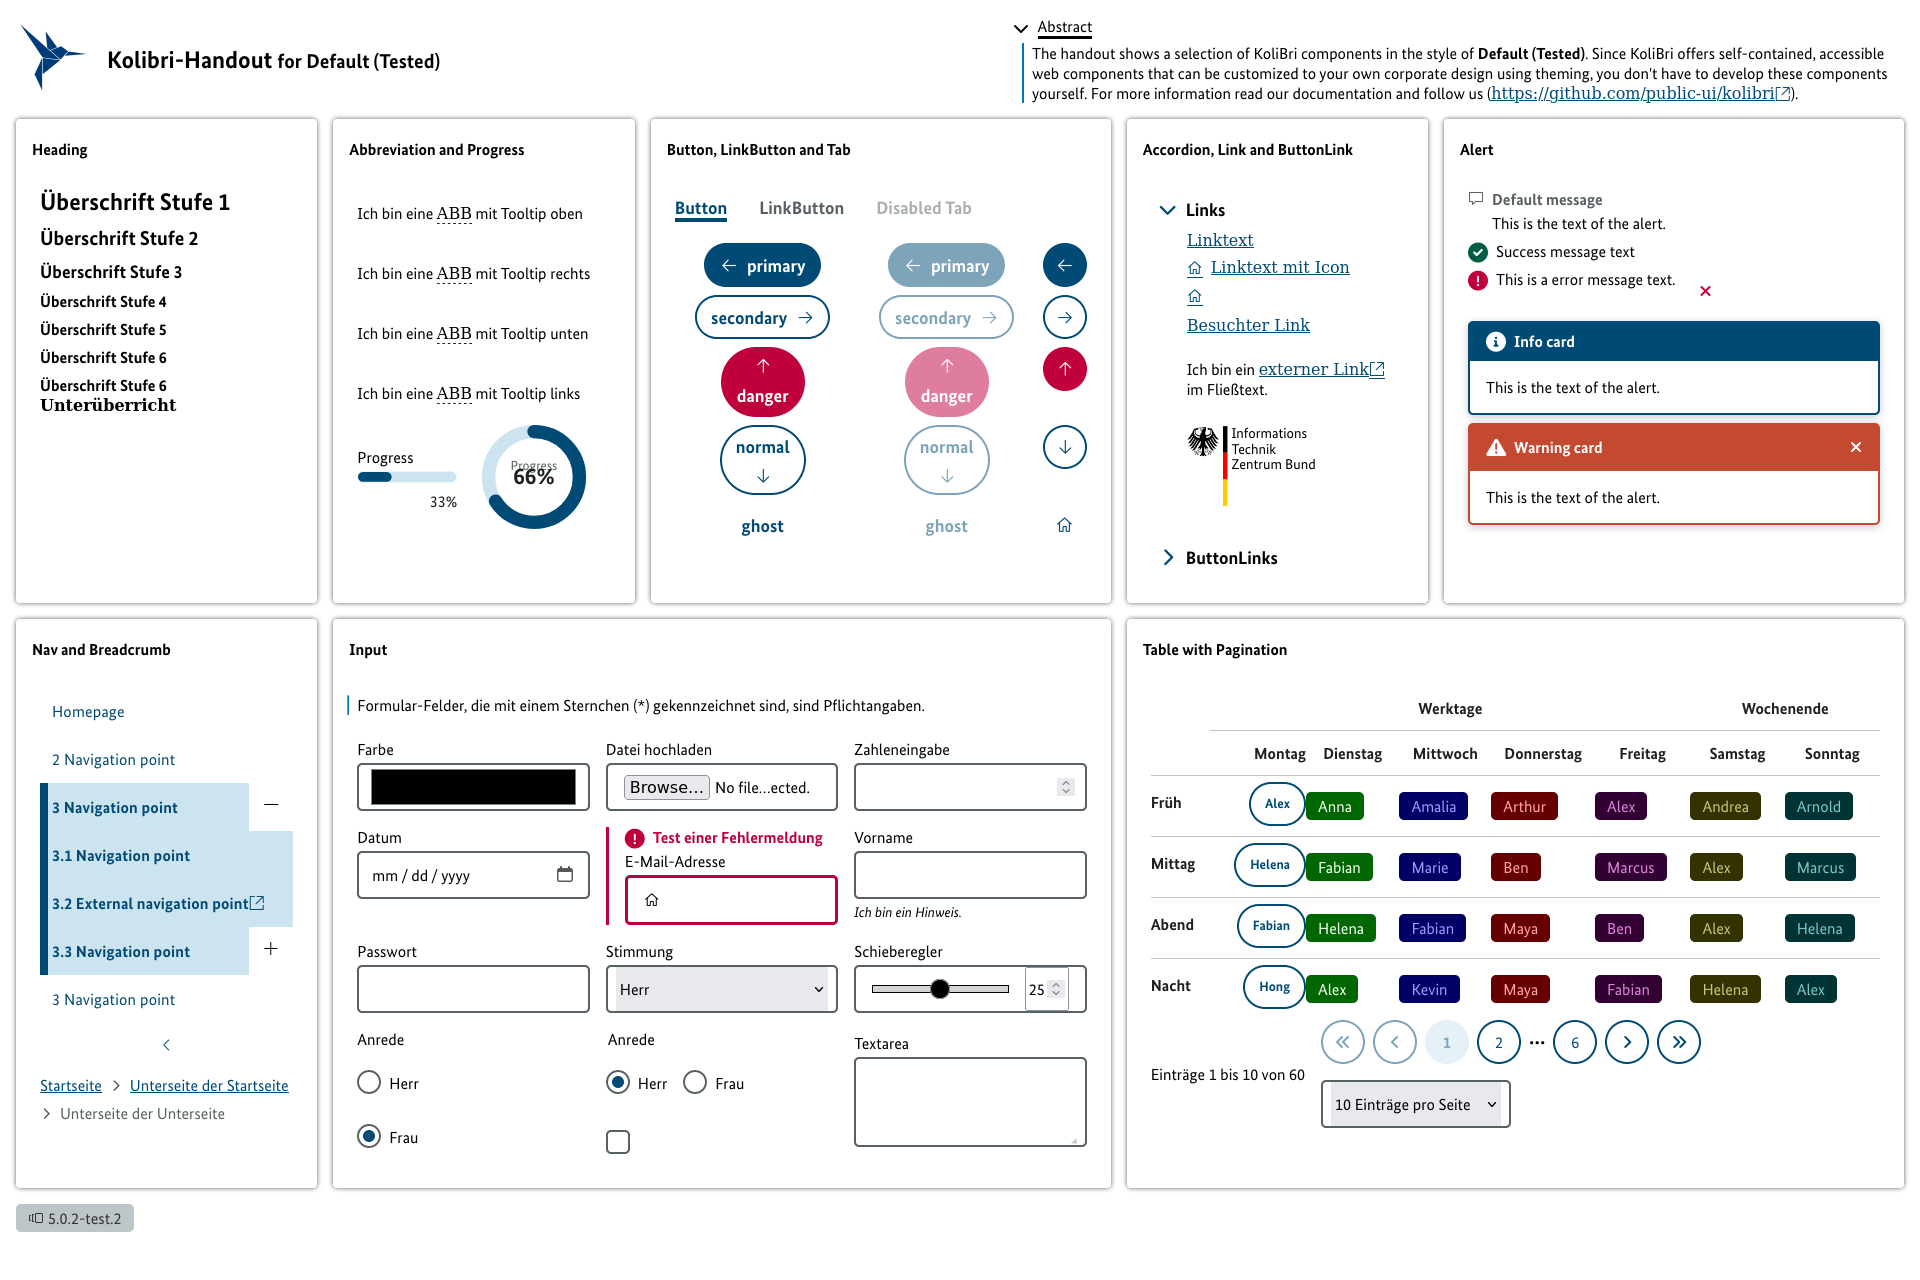 Kolibri-Handout for Default (Tested)
Abstract
The handout shows a selection of KoliBri components in the style of Default (Tested). Since KoliBri offers self-contained, accessible
web components that can be customized to your own corporate design using theming, you don't have to develop these components
yourself. For more information read our documentation and follow us (https://github.com/public-ui/kolibri).
Heading
Überschrift Stufe 1
Überschrift Stufe 2
Überschrift Stufe 3
Überschrift Stufe 4
Überschrift Stufe 5
Überschrift Stufe 6
Überschrift Stufe 6
Unterüberricht
Abbreviation and Progress
Ich bin eine ABB mit Tooltip oben
Ich bin eine ABB mit Tooltip rechts
Ich bin eine ABB mit Tooltip unten
Ich bin eine ABB mit Tooltip links
Progress
33%
Progress
66%
Button, LinkButton and Tab
Button LinkButton Disabled Tab
primary primary
secondary secondary
danger danger
normal normal
ghost ghost
Accordion, Link and ButtonLink
Links
Linktext
Linktext mit Icon
Besuchter Link
Ich bin ein externer Link
im Fließtext.
Informations
Technik
Zentrum Bund
ButtonLinks
Alert
Default message
This is the text of the alert.
Success message text
This is a error message text.
Info card
This is the text of the alert.
Warning card
This is the text of the alert.
Nav and Breadcrumb
Homepage
2 Navigation point
3 Navigation point
3.1 Navigation point
3.2 External navigation point
3.3 Navigation point
3 Navigation point
Startseite Unterseite der Startseite
Unterseite der Unterseite
Input
Formular-Felder, die mit einem Sternchen (*) gekennzeichnet sind, sind Pflichtangaben.
Farbe
Datei hochladen
Browse... No file...ected.
Zahleneingabe
Datum
mm / dd / yyyy
Test einer Fehlermeldung
E-Mail-Adresse
Vorname
Ich bin ein Hinweis.
Passwort
Stimmung
Herr
Schieberegler
25
Anrede
Herr
Frau
Anrede
Herr Frau
Textarea
Table with Pagination
Werktage Wochenende
Montag Dienstag Mittwoch Donnerstag Freitag Samstag Sonntag
Früh Alex Anna Amalia Arthur Alex Andrea Arnold
Mittag Helena Fabian Marie Ben Marcus Alex Marcus
Abend Fabian Helena Fabian Maya Ben Alex Helena
Nacht Hong Alex Kevin Maya Fabian Helena Alex
1 2 ••• 6
Einträge 1 bis 10 von 60
10 Einträge pro Seite
5.0.2-test.2